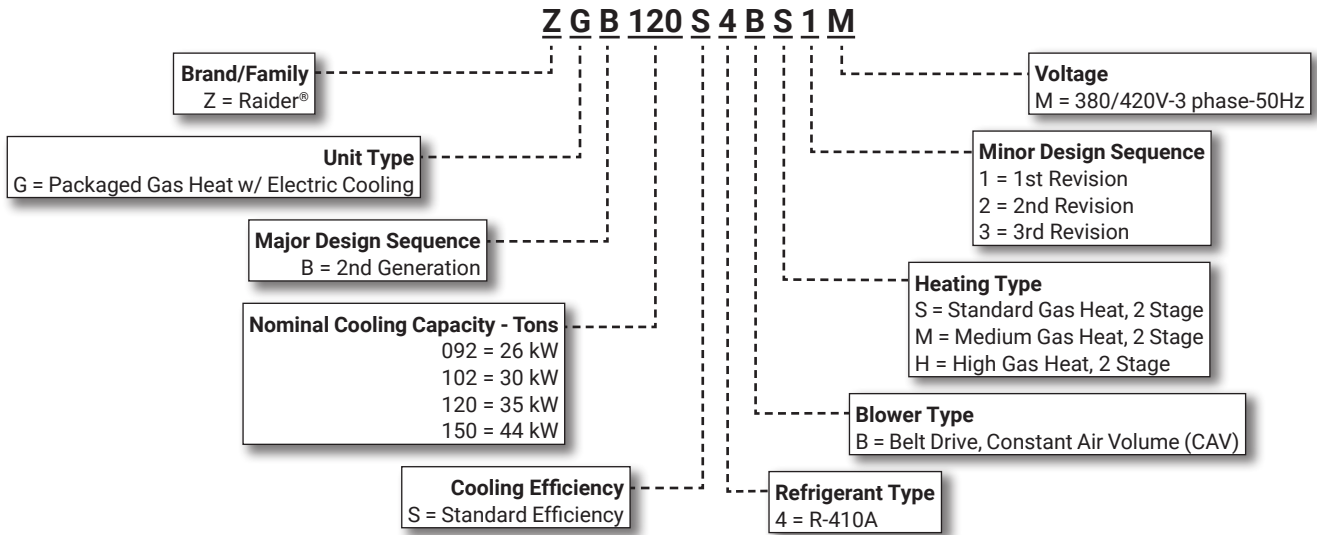 Z G B 120 S 4 B S 1 M
Brand/Family
Z = Raider®
Unit Type
G = Packaged Gas Heat w/ Electric Cooling
Major Design Sequence
B = 2nd Generation
Nominal Cooling Capacity - Tons
092 = 26 kW
102 = 30 kW
120 = 35 kW
150 = 44 kW
Cooling Efficiency
S = Standard Efficiency
Voltage
M = 380/420V-3 phase-50Hz
Minor Design Sequence
1 = 1st Revision
2 = 2nd Revision
3 = 3rd Revision
Heating Type
S = Standard Gas Heat, 2 Stage
M = Medium Gas Heat, 2 Stage
H = High Gas Heat, 2 Stage
Blower Type
B = Belt Drive, Constant Air Volume (CAV)
Refrigerant Type
4 = R-410A